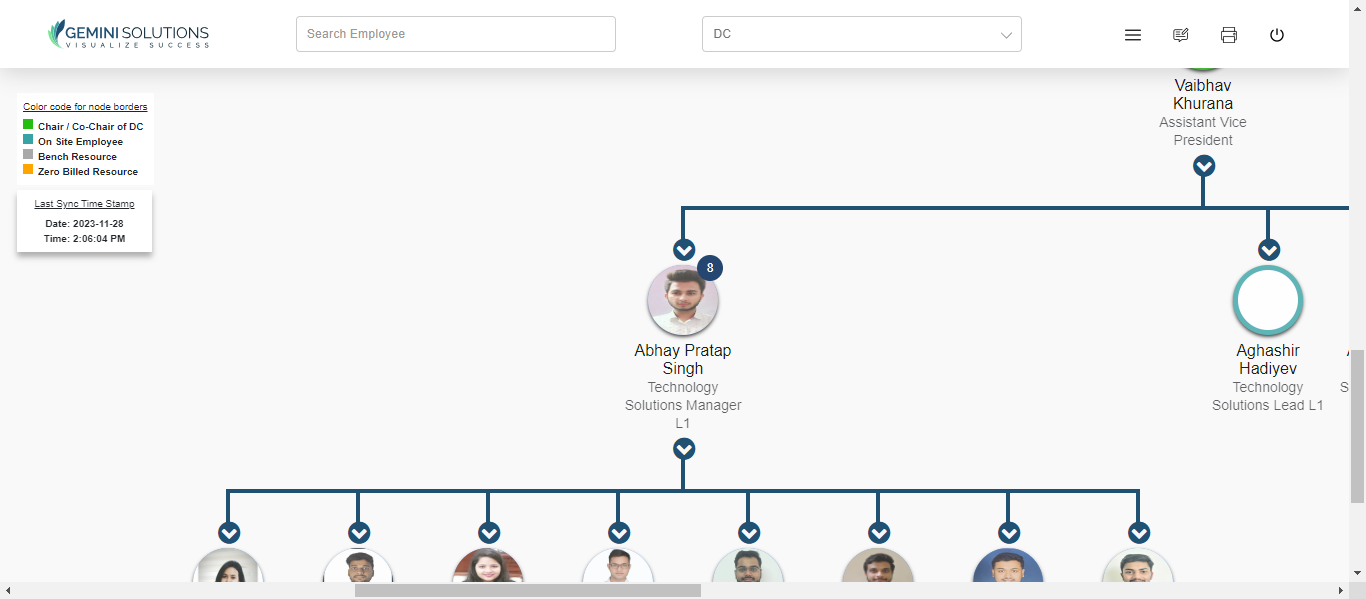 GEMINI SOLUTIONS
VISUALIZE SUCCESS
Search Employee
DC
Color code for node borders
Chair / Co-Chair of DC
On Site Employee
Bench Resource
Zero Billed Resource
Last Sync Time Stamp
Date: 2023-11-28
Time: 2:06:04 PM
Vaibhav
Khurana
Assistant Vice
President
8
Abhay Pratap
Singh
Technology
Solutions Manager
L1
Aghashir
Hadiyev
Technology
Solutions Lead L1